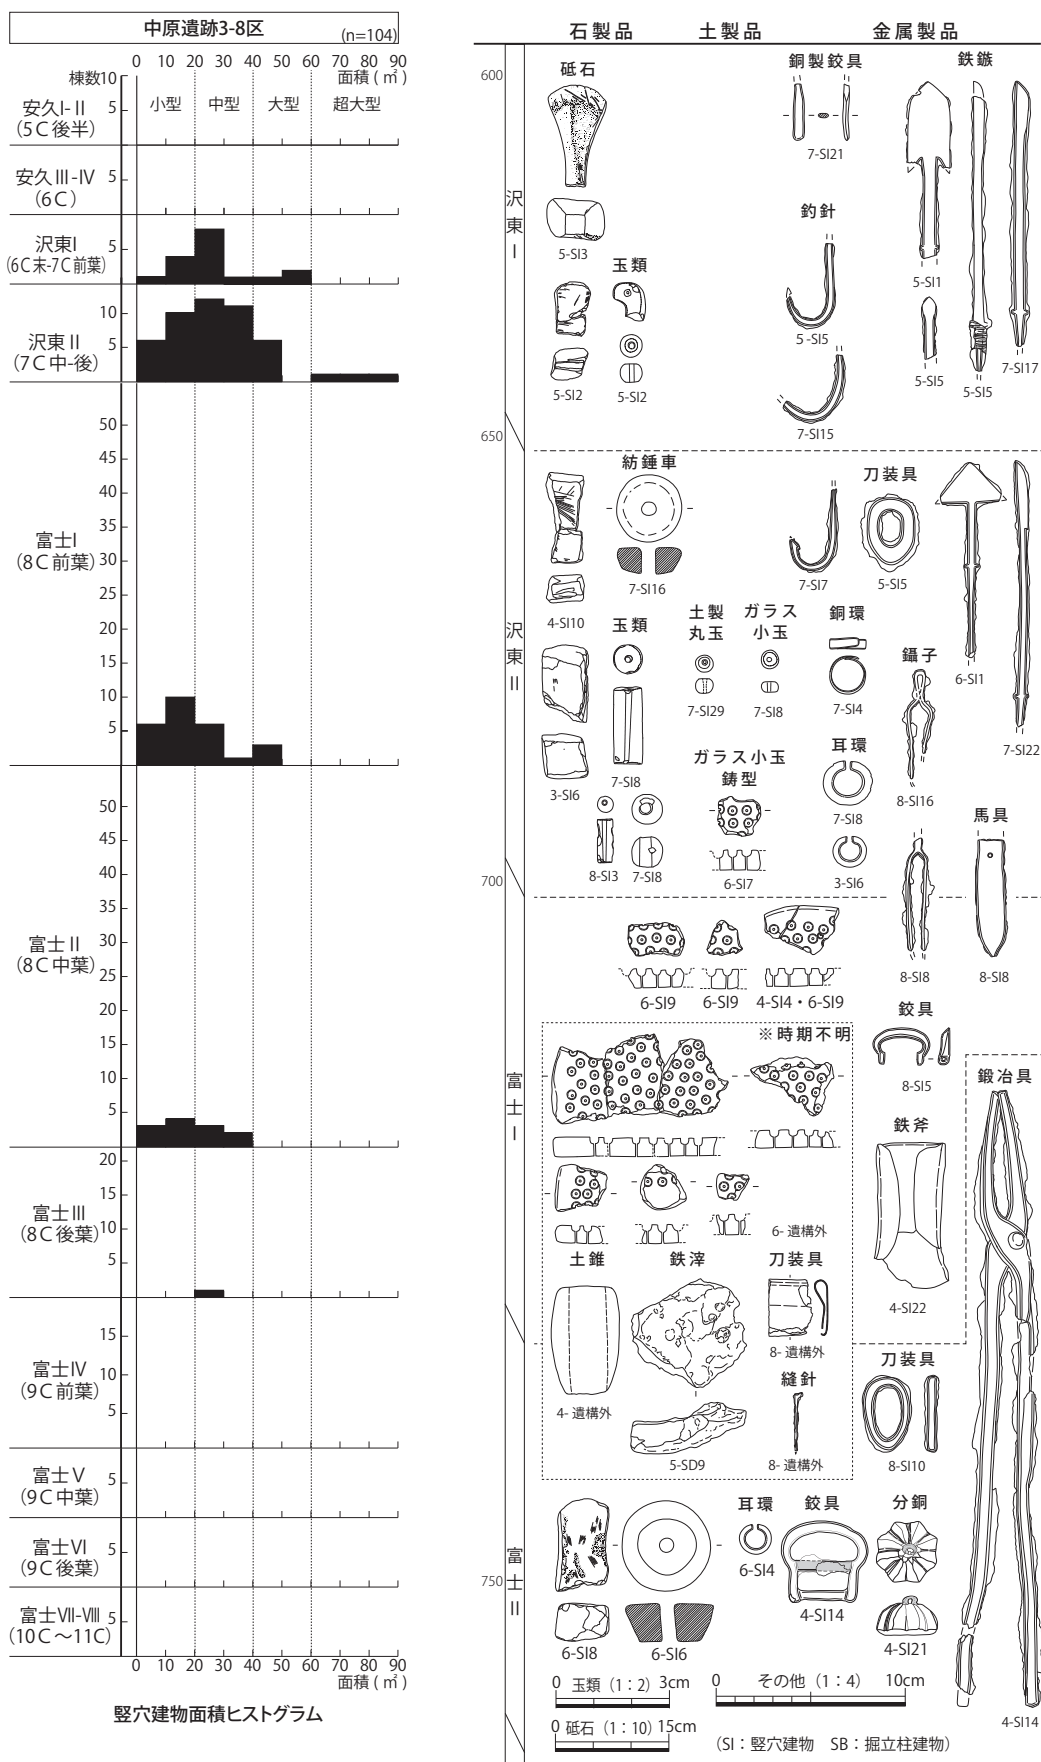 中原遺跡3-8区
(n=104)
0 10 20 30 40 50 60 70 80 90
面積 ( ㎡ )
棟数10
小型 中型 大型 超大型
安久I-Ⅱ
(5C後半)
5
安久Ⅲ-Ⅳ
(6C)
5
沢東I
(6C末-7C前葉)
5
沢東Ⅱ
(7C中-後)
10
5
富士I
(8C前葉)
50
45
40
35
30
25
20
15
10
5
富士Ⅱ
(8C中葉)
50
45
40
35
30
25
20
15
10
5
富士Ⅲ
(8C後葉)
20
15
10
5
富士Ⅳ
(9C前葉)
15
10
5
富士Ⅴ
(9C中葉)
5
富士Ⅵ
(9C後葉)
5
富士Ⅶ-Ⅷ
(10C～11C)
5
0 10 20 30 40 50 60 70 80 90
面積 ( ㎡ )
竪穴建物面積ヒストグラム
石製品 土製品 金属製品
600
沢東Ⅰ
砥石
5-SI3
玉類
5-SI2
5-SI2
銅製鉸具
7-SI21
釣針
5-SI5
7-SI15
鉄鏃
5-SI1
5-SI5
5-SI5
7-SI17
650
沢東Ⅱ
4-SI10
紡錘車
7-SI16
7-SI7
刀装具
5-SI5
6-SI1
7-SI22
3-SI6
玉類
7-SI8
8-SI3
7-SI8
土製
丸玉
7-SI29
ガラス
小玉
7-SI8
銅環
7-SI4
鑷子
8-SI16
ガラス小玉
鋳型
6-SI7
耳環
7-SI8
3-SI6
馬具
8-SI8
8-SI8
700
富士Ⅰ
6-SI9
6-SI9
4-SI4・6-SI9
鉸具
8-SI5
※時期不明
6-遺構外
土錐
4-遺構外
鉄滓
5-SD9
刀装具
8-遺構外
縫針
8-遺構外
鉄斧
4-SI22
鍛冶具
4-SI14
刀装具
8-SI10
750
富士Ⅱ
6-SI8
6-SI6
耳環
6-SI4
鉸具
4-SI14
分銅
4-SI21
0 玉類（1：2）3cm
0 その他（1：4） 10cm
0 砥石（1：10）15cm
（SI：竪穴建物 SB：掘立柱建物）